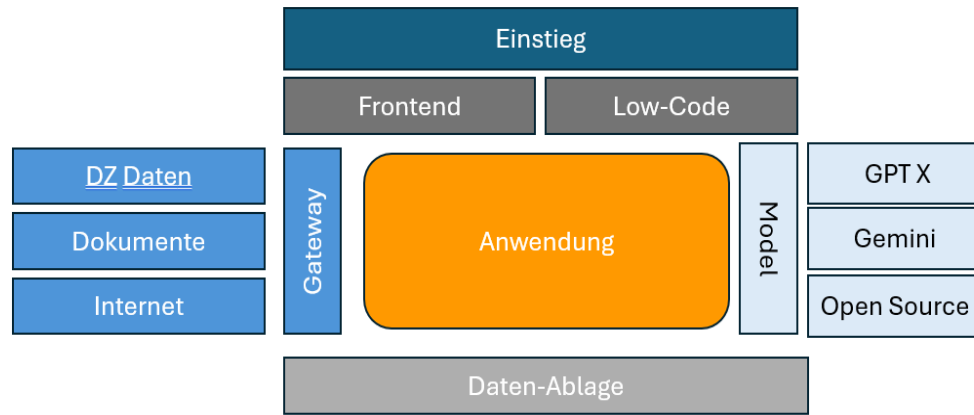 Einstieg
Frontend
Low-Code
DZ Daten
Dokumente
Internet
Gateway
Anwendung
Model
GPT X
Gemini
Open Source
Daten-Ablage